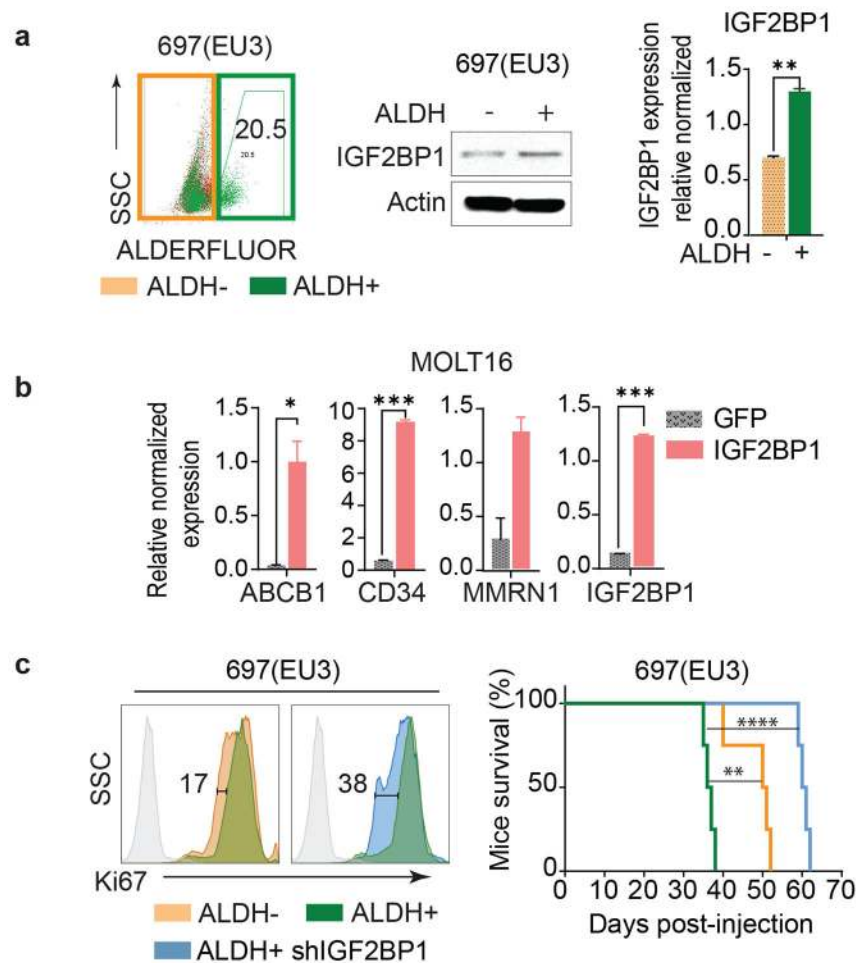 a
697(EU3)
20.5
20.5
SSC
ALDERFLUOR
ALDH-
ALDH+
697(EU3)
ALDH - +
IGF2BP1
Actin
IGF2BP1
IGF2BP1 expression
relative normalized
**
1.5
1.0
0.5
0.0
ALDH - +
b
MOLT16
Relative normalized
expression
1.5
1.0
0.5
0.0
*
ABCB1
10
8
6
4
2
0
***
CD34
1.5
1.0
0.5
0.0
MMRN1
1.5
1.0
0.5
0.0
***
IGF2BP1
GFP
IGF2BP1
c
697(EU3)
SSC
17
38
Ki67
ALDH-
ALDH+
ALDH+ shIGF2BP1
697(EU3)
Mice survival (%)
100
50
0
****
**
0 10 20 30 40 50 60 70
Days post-injection